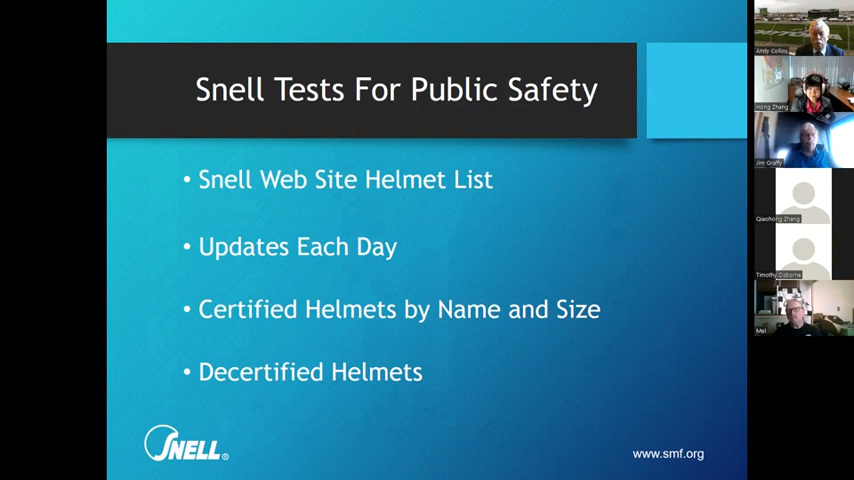 Snell Tests For Public Safety
• Snell Web Site Helmet List
• Updates Each Day
• Certified Helmets by Name and Size
• Decertified Helmets
SNELL®
www.smf.org
Andy Collins
Hong Zhang
Jim Graffy
Qiaohong Zhang
Timothy Osborne
Mel